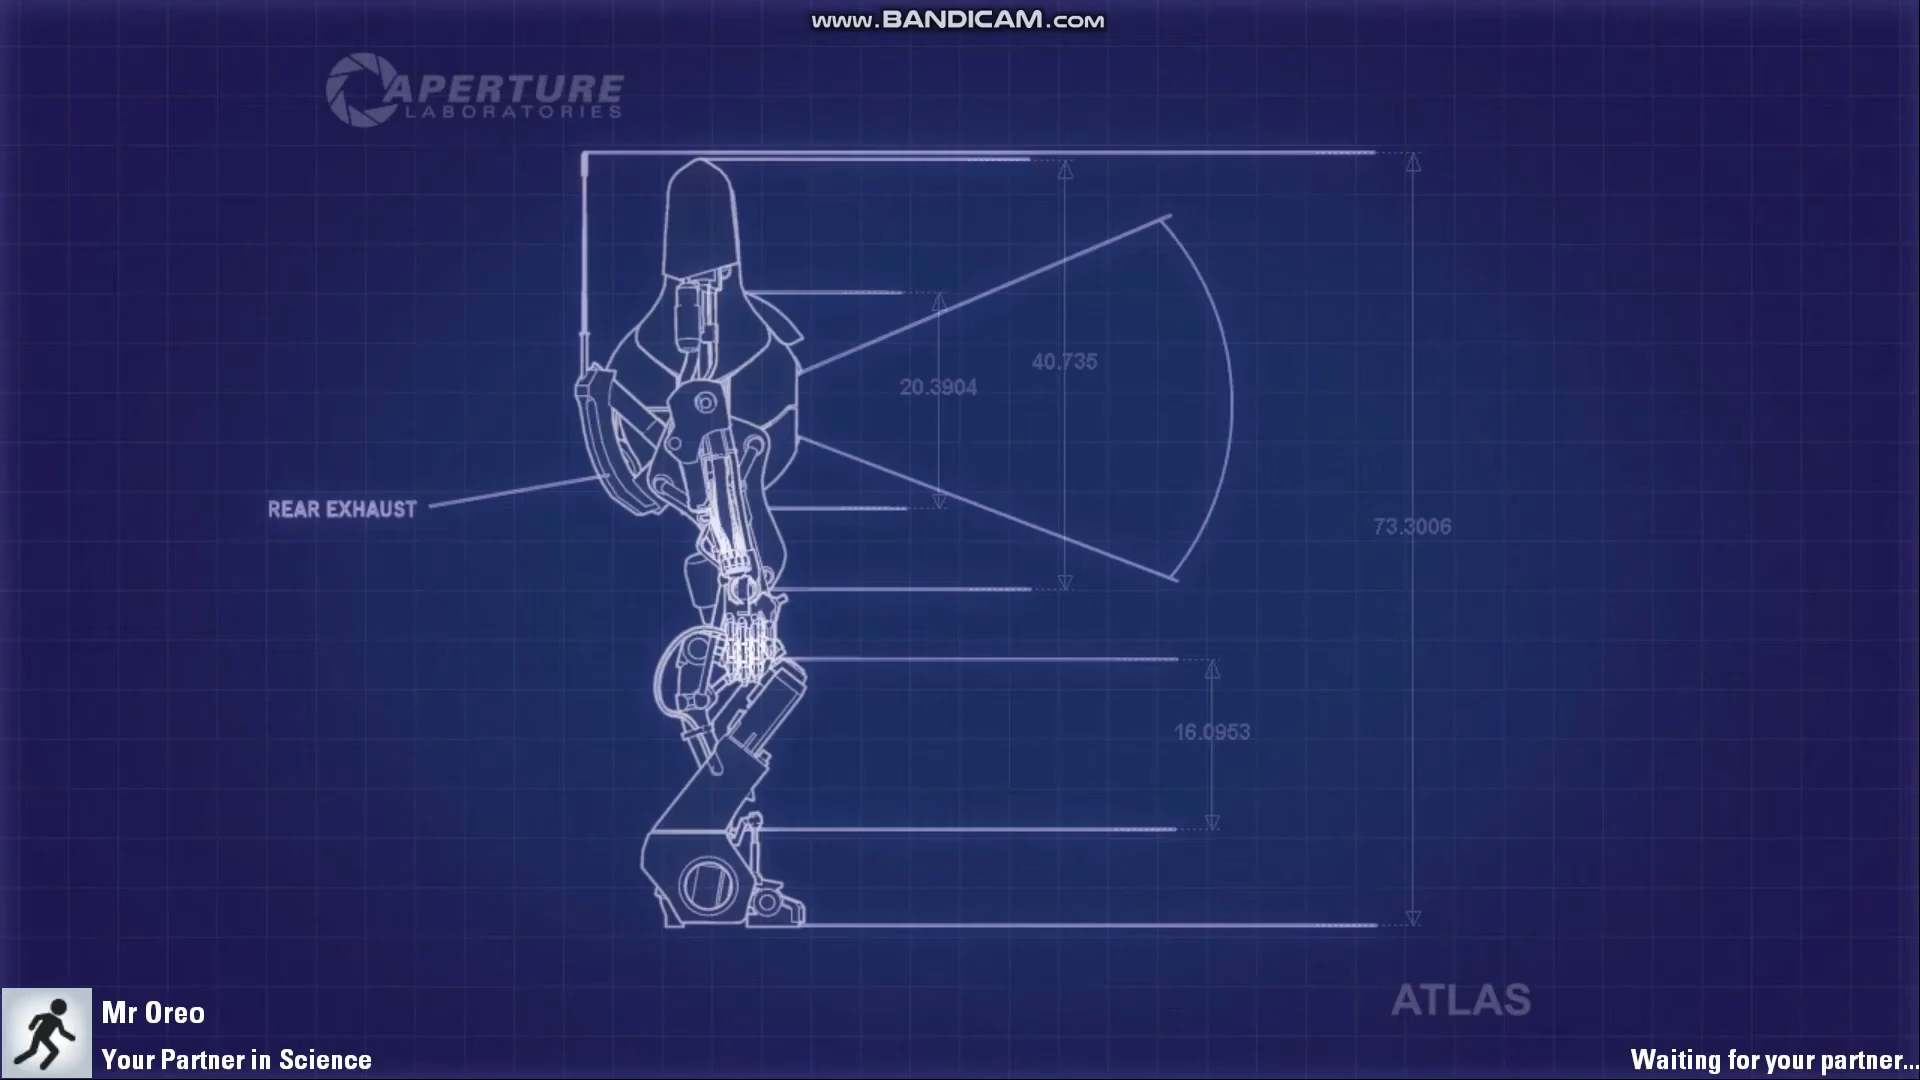 www.BANDICAM.com
APERTURE
LABORATORIES
40.735
20.3904
REAR EXHAUST
73.3006
16.0953
ATLAS
Mr Oreo
Your Partner in Science
Waiting for your partner...